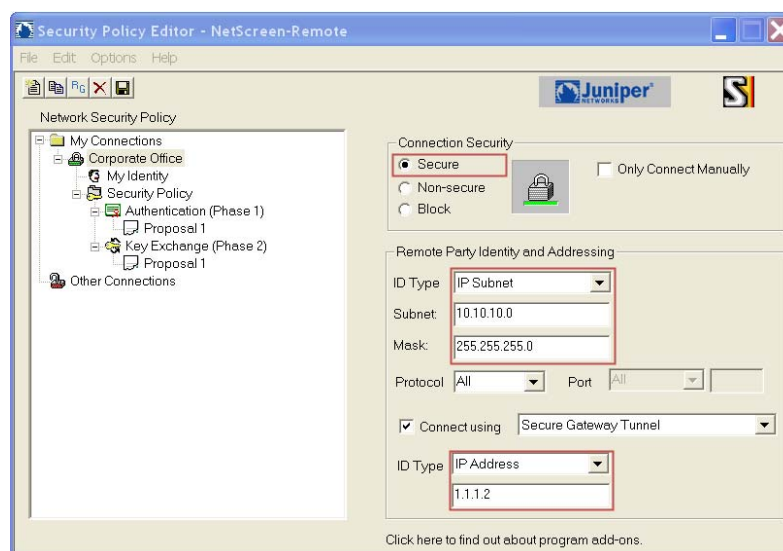 Security Policy Editor - NetScreen-Remote
File Edit Options Help
Juniper
NETWORKS
Network Security Policy
My Connections
Corporate Office
My Identity
Security Policy
Authentication (Phase 1)
Proposal 1
Key Exchange (Phase 2)
Proposal 1
Other Connections
Connection Security
Secure
Non-secure
Block
Only Connect Manually
Remote Party Identity and Addressing
ID Type IP Subnet
Subnet: 10.10.10.0
Mask: 255.255.255.0
Protocol All Port All
Connect using Secure Gateway Tunnel
ID Type IP Address
1.1.1.2
Click here to find out about program add-ons.